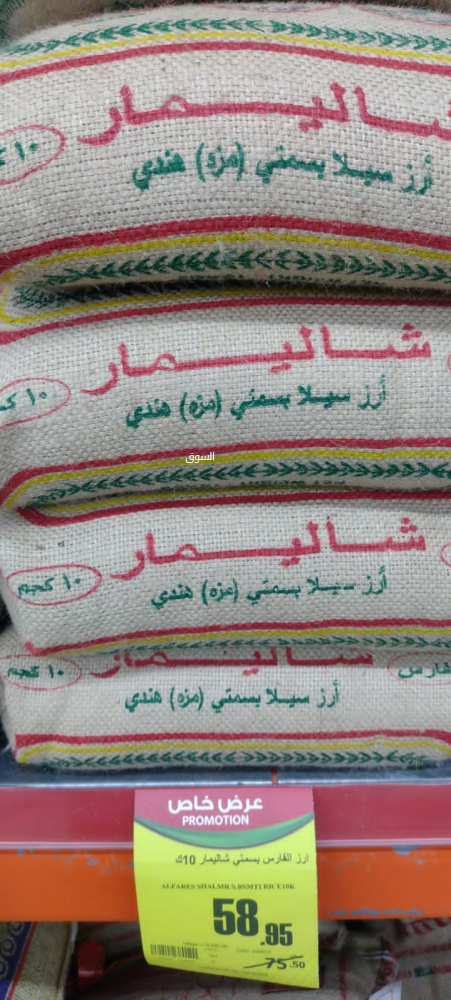 شاليمار
أرز سيلا بسمتي (مزه) هندي
١٠
شاليمار
أرز سيلا بسمتي (مزه) هندي
١٠ ك
السوق
شاليمار
أرز سيلا بسمتي (مزه) هندي
١٠ كجم
شاليمار
فارس
١٠ كجم
أرز سيلا بسمتي (مزه) هندي
عرض خاص
PROMOTION
ارز الفارس بسمتي شاليمار 10ك
ALFARES SHALMR S.BSMTI RICE10K
58.95
75.50